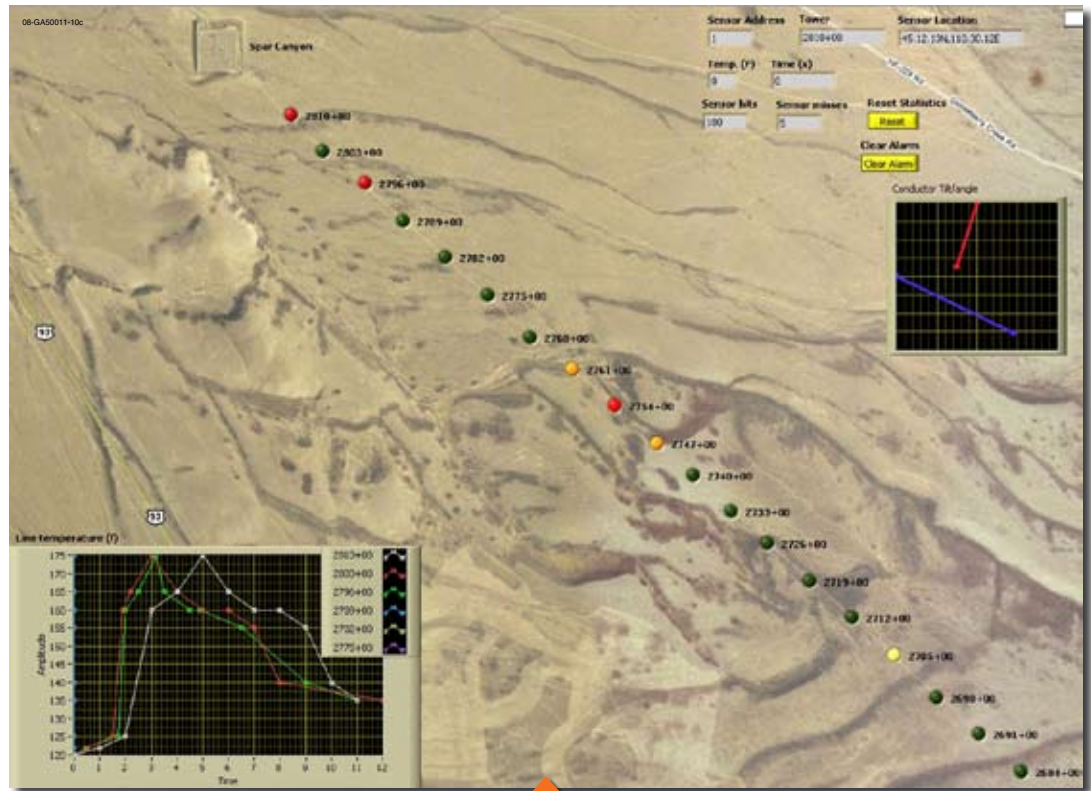 08-GA50011-10c
Spar Canyon
Sensor Address Tower Sensor Location
1
Temp. (F) Time (s)
0 0
Sensor hits Sensor misses Reset Statistics
100 5 Reset
Clear Alarm
Clear Alarm
Conductor Tilt/angle
2810+00
2803+00
2796+00
2789+00
2782+00
2775+00
2768+00
2761+00
2754+00
2747+00
2740+00
2733+00
2726+00
2719+00
2712+00
2705+00
2698+00
2691+00
2684+00
93
93
Line temperature (F)
175
170
165
160
155
150
145
140
135
130
125
120
Amplitude
0 1 2 3 4 5 6 7 8 9 10 11 12
Time
2803+00
2796+00
2775+00